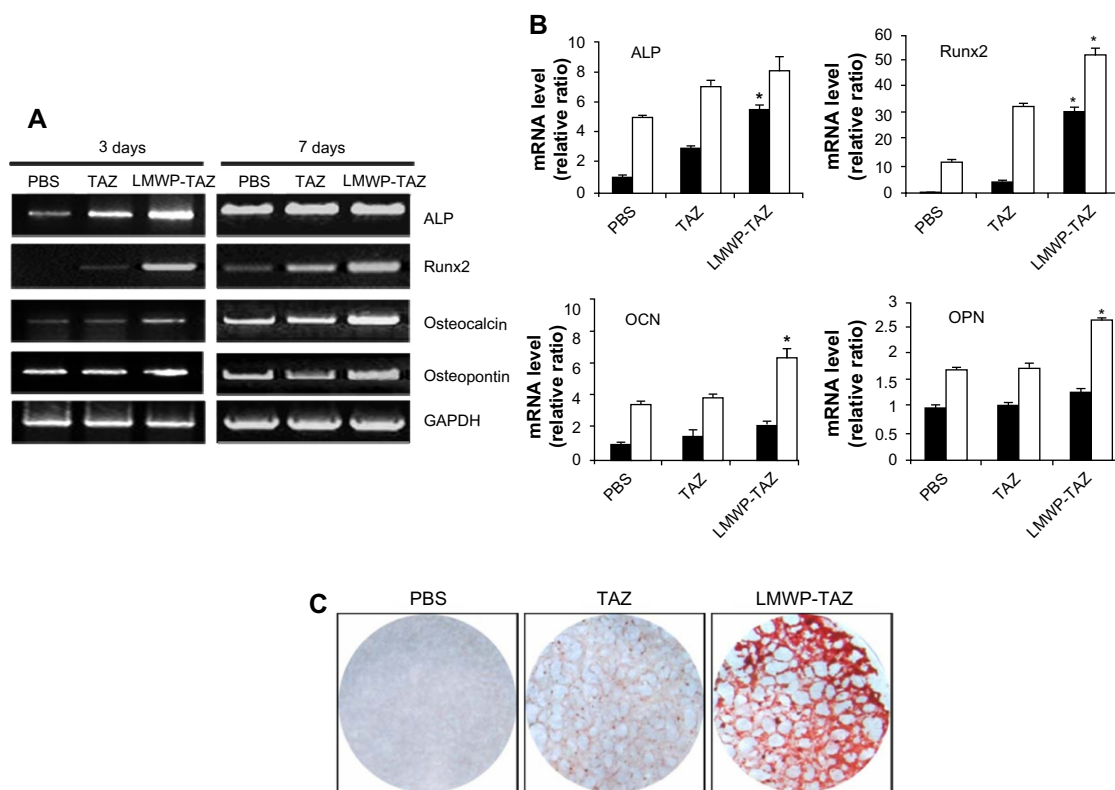 A
3 days 7 days
PBS TAZ LMWP-TAZ PBS TAZ LMWP-TAZ
ALP
Runx2
Osteocalcin
Osteopontin
GAPDH
B
ALP
mRNA level
(relative ratio)
10
8
6
4
2
0
*
PBS TAZ LMWP-TAZ
Runx2
mRNA level
(relative ratio)
60
50
40
30
20
10
0
* *
PBS TAZ LMWP-TAZ
OCN
mRNA level
(relative ratio)
10
8
6
4
2
0
*
PBS TAZ LMWP-TAZ
OPN
mRNA level
(relative ratio)
3
2.5
2
1.5
1
0.5
0
*
PBS TAZ LMWP-TAZ
C
PBS TAZ LMWP-TAZ